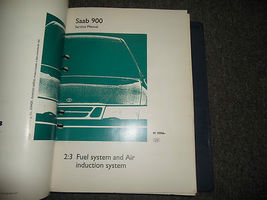 Saab 900
Service Manual
2:3 Fuel system and Air
induction system